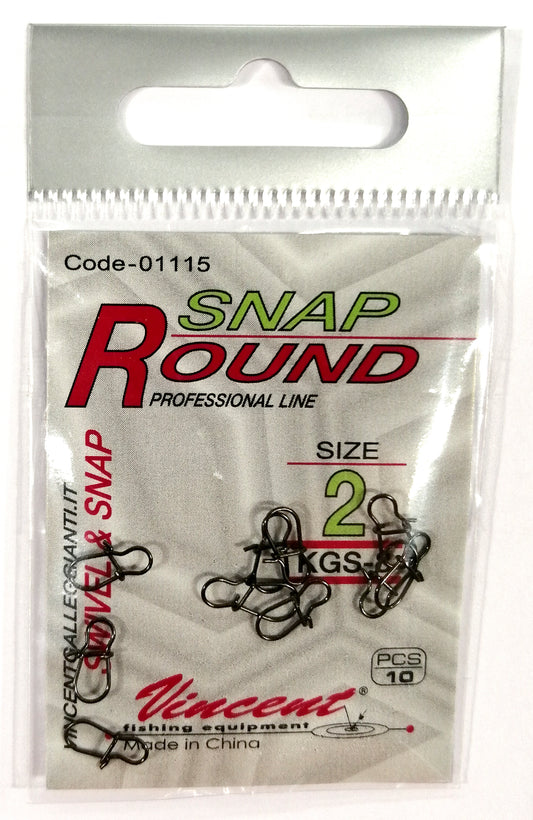 Code-01115
SNAP
ROUND
PROFESSIONAL LINE
SIZE
2
KGS-
PCS
10
SWIVEL & SNAP
VINCENTGALLEGGIANTI.IT
Vincent®
fishing equipment
Made in China